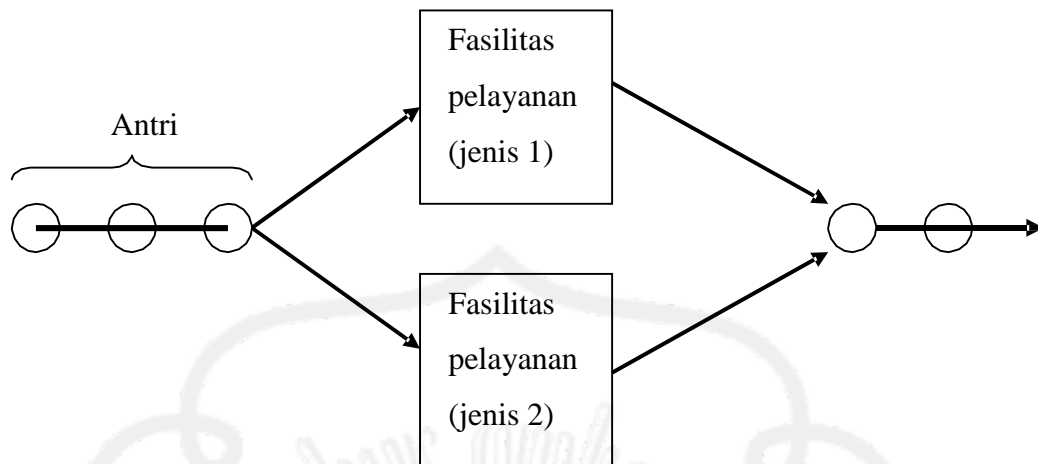 Antri
Fasilitas
pelayanan
(jenis 1)
Fasilitas
pelayanan
(jenis 2)